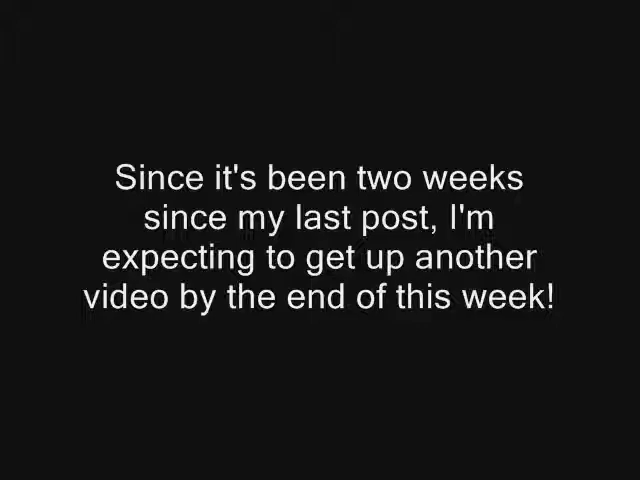 Since it's been two weeks
since my last post, I'm
expecting to get up another
video by the end of this week!